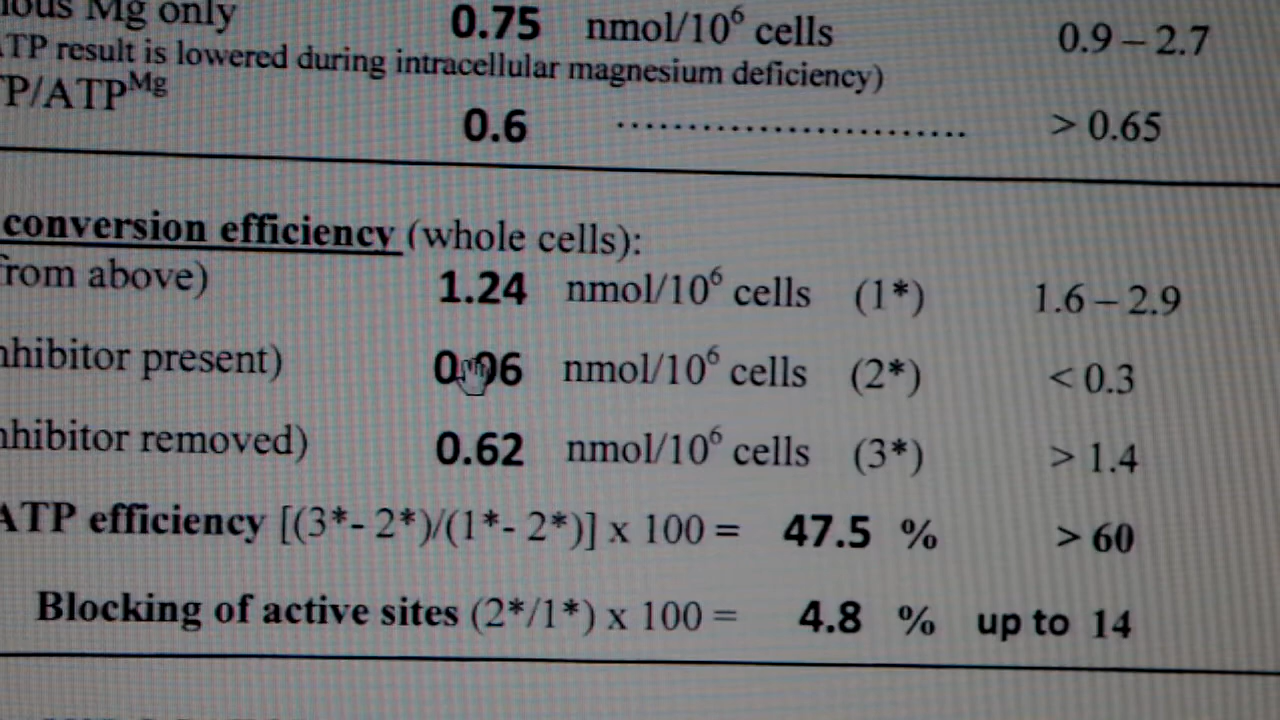 Mg only 0.75 nmol/10⁶ cells 0.9 – 2.7
TP result is lowered during intracellular magnesium deficiency)
P/ATPMg
0.6 ........................... > 0.65
conversion efficiency (whole cells):
from above) 1.24 nmol/10⁶ cells (1*) 1.6 – 2.9
hibitor present) nmol/10⁶ cells (2*) < 0.3
hibitor removed) 0.62 nmol/10⁶ cells (3*) > 1.4
ATP efficiency [(3*- 2*)/(1*- 2*)] x 100 = 47.5 % > 60
Blocking of active sites (2*/1*) x 100 = 4.8 % up to 14